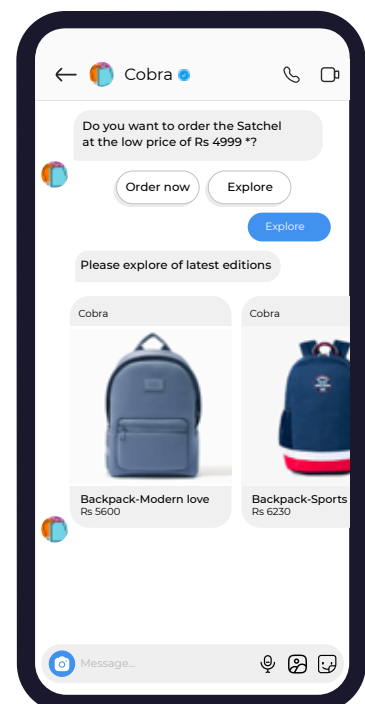 Cobra
Do you want to order the Satchel
at the low price of Rs 4999 *?
Order now
Explore
Explore
Please explore of latest editions
Cobra
Cobra
Backpack-Modern love
Rs 5600
Backpack-Sports
Rs 6230
Message...